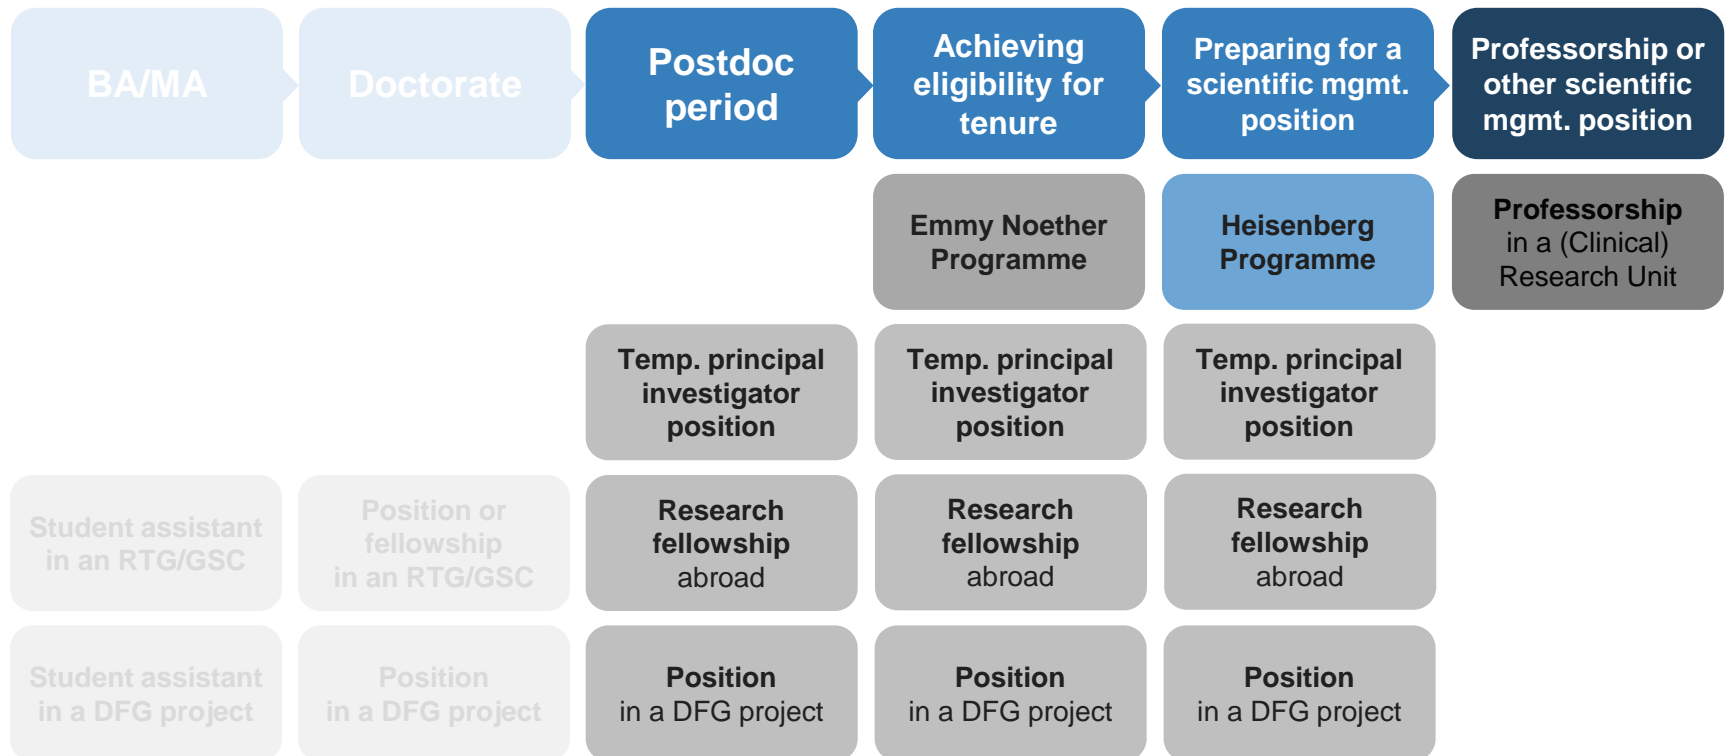 BA/MA
Doctorate
Postdoc
period
Achieving
eligibility for
tenure
Preparing for a
scientific mgmt.
position
Professorship or
other scientific
mgmt. position
Emmy Noether
Programme
Heisenberg
Programme
Professorship
in a (Clinical)
Research Unit
Temp. principal
investigator
position
Temp. principal
investigator
position
Temp. principal
investigator
position
Student assistant
in an RTG/GSC
Position or
fellowship
in an RTG/GSC
Research
fellowship
abroad
Research
fellowship
abroad
Research
fellowship
abroad
Student assistant
in a DFG project
Position
in a DFG project
Position
in a DFG project
Position
in a DFG project
Position
in a DFG project